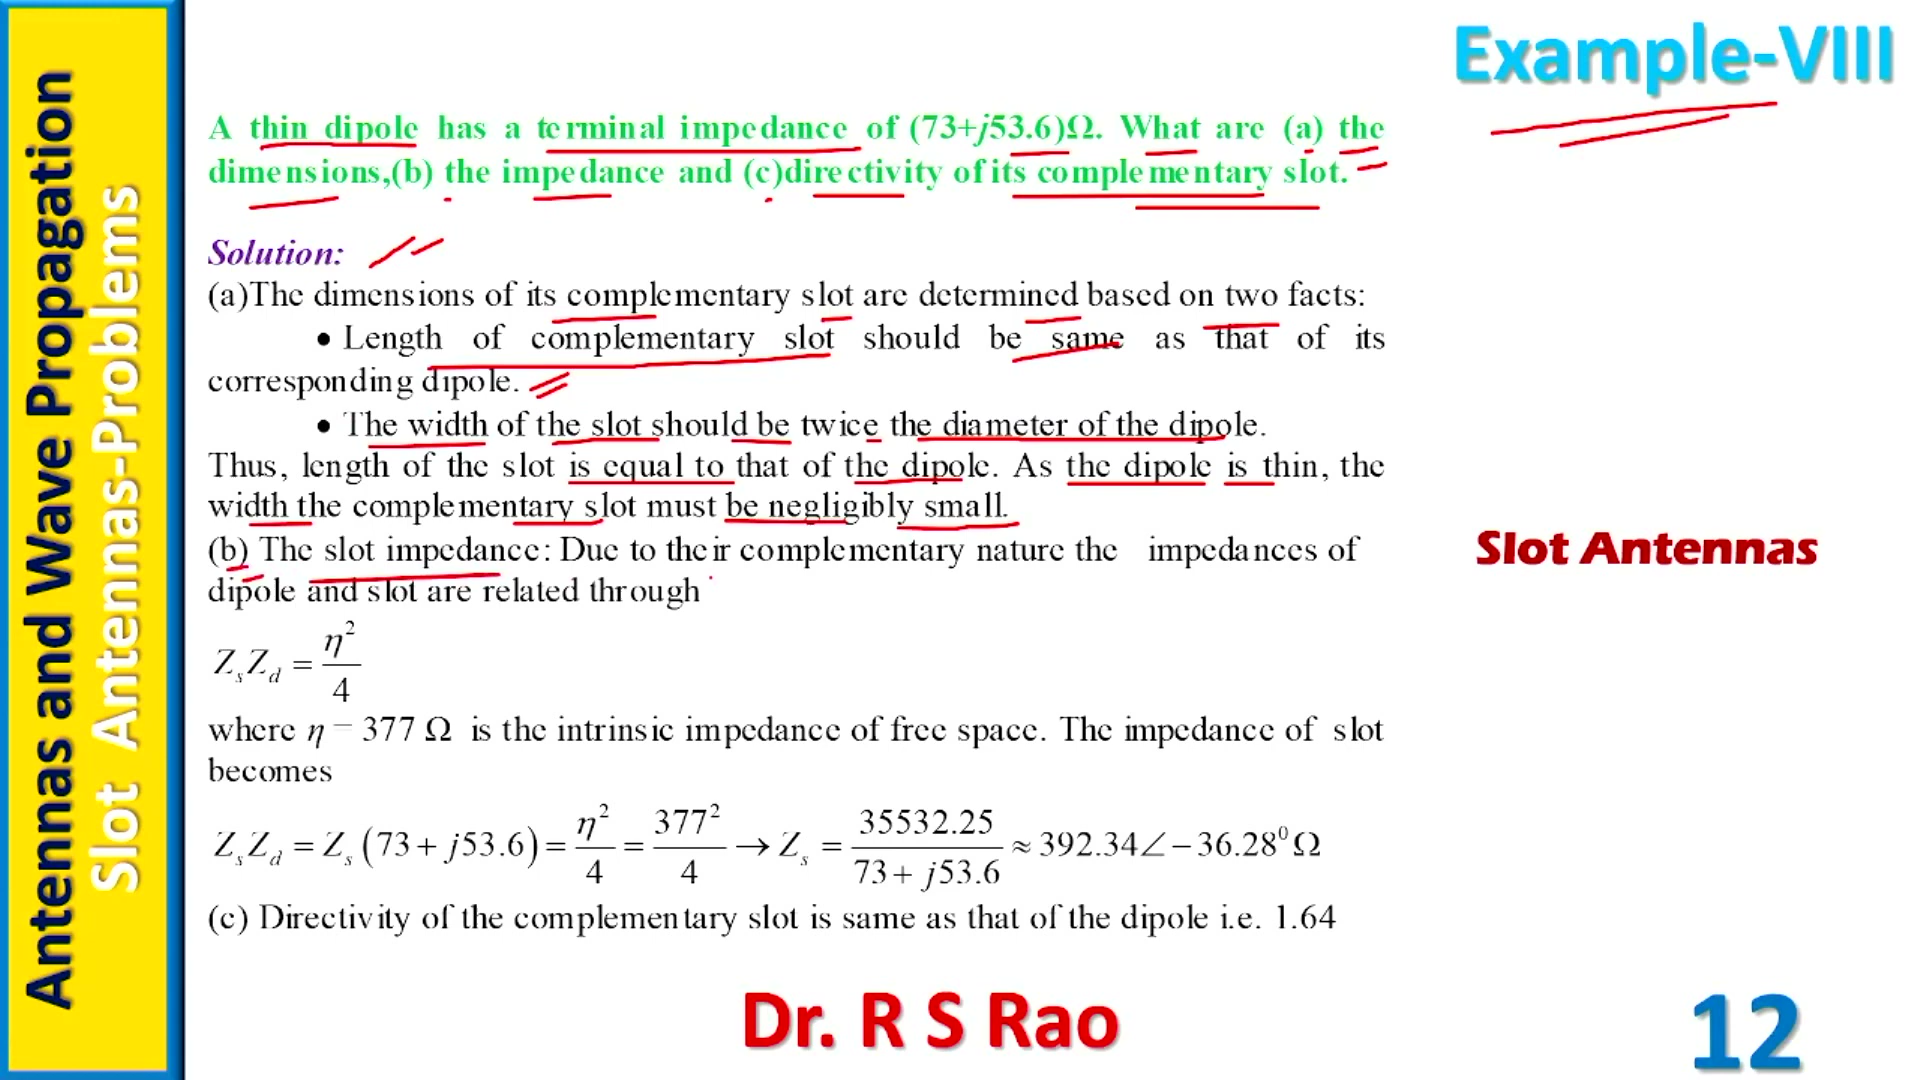 Antennas and Wave Propagation
Slot Antennas-Problems
Example-VIII
A thin dipole has a terminal impedance of (73+j53.6)Ω. What are (a) the
dimensions,(b) the impedance and (c)directivity of its complementary slot.
Solution:
(a)The dimensions of its complementary slot are determined based on two facts:
• Length of complementary slot should be same as that of its
corresponding dipole.
• The width of the slot should be twice the diameter of the dipole.
Thus, length of the slot is equal to that of the dipole. As the dipole is thin, the
width the complementary slot must be negligibly small.
(b) The slot impedance: Due to their complementary nature the impedances of
dipole and slot are related through
Z_s Z_d = η²/4
where η = 377 Ω is the intrinsic impedance of free space. The impedance of slot
becomes
Z_s Z_d = Z_s (73 + j53.6) = η²/4 = 377²/4 → Z_s = 35532.25/(73 + j53.6) ≈ 392.34∠−36.28⁰ Ω
(c) Directivity of the complementary slot is same as that of the dipole i.e. 1.64
Slot Antennas
Dr. R S Rao
12